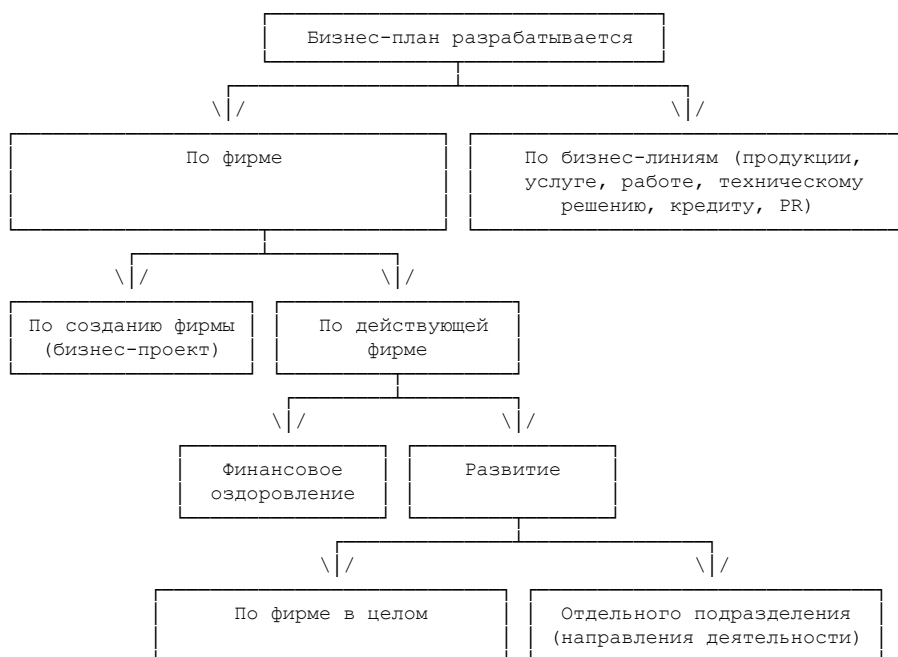 Бизнес-план разрабатывается
По фирме
По бизнес-линиям (продукции,
услуге, работе, техническому
решению, кредиту, PR)
По созданию фирмы
(бизнес-проект)
По действующей
фирме
Финансовое
оздоровление
Развитие
По фирме в целом
Отдельного подразделения
(направления деятельности)